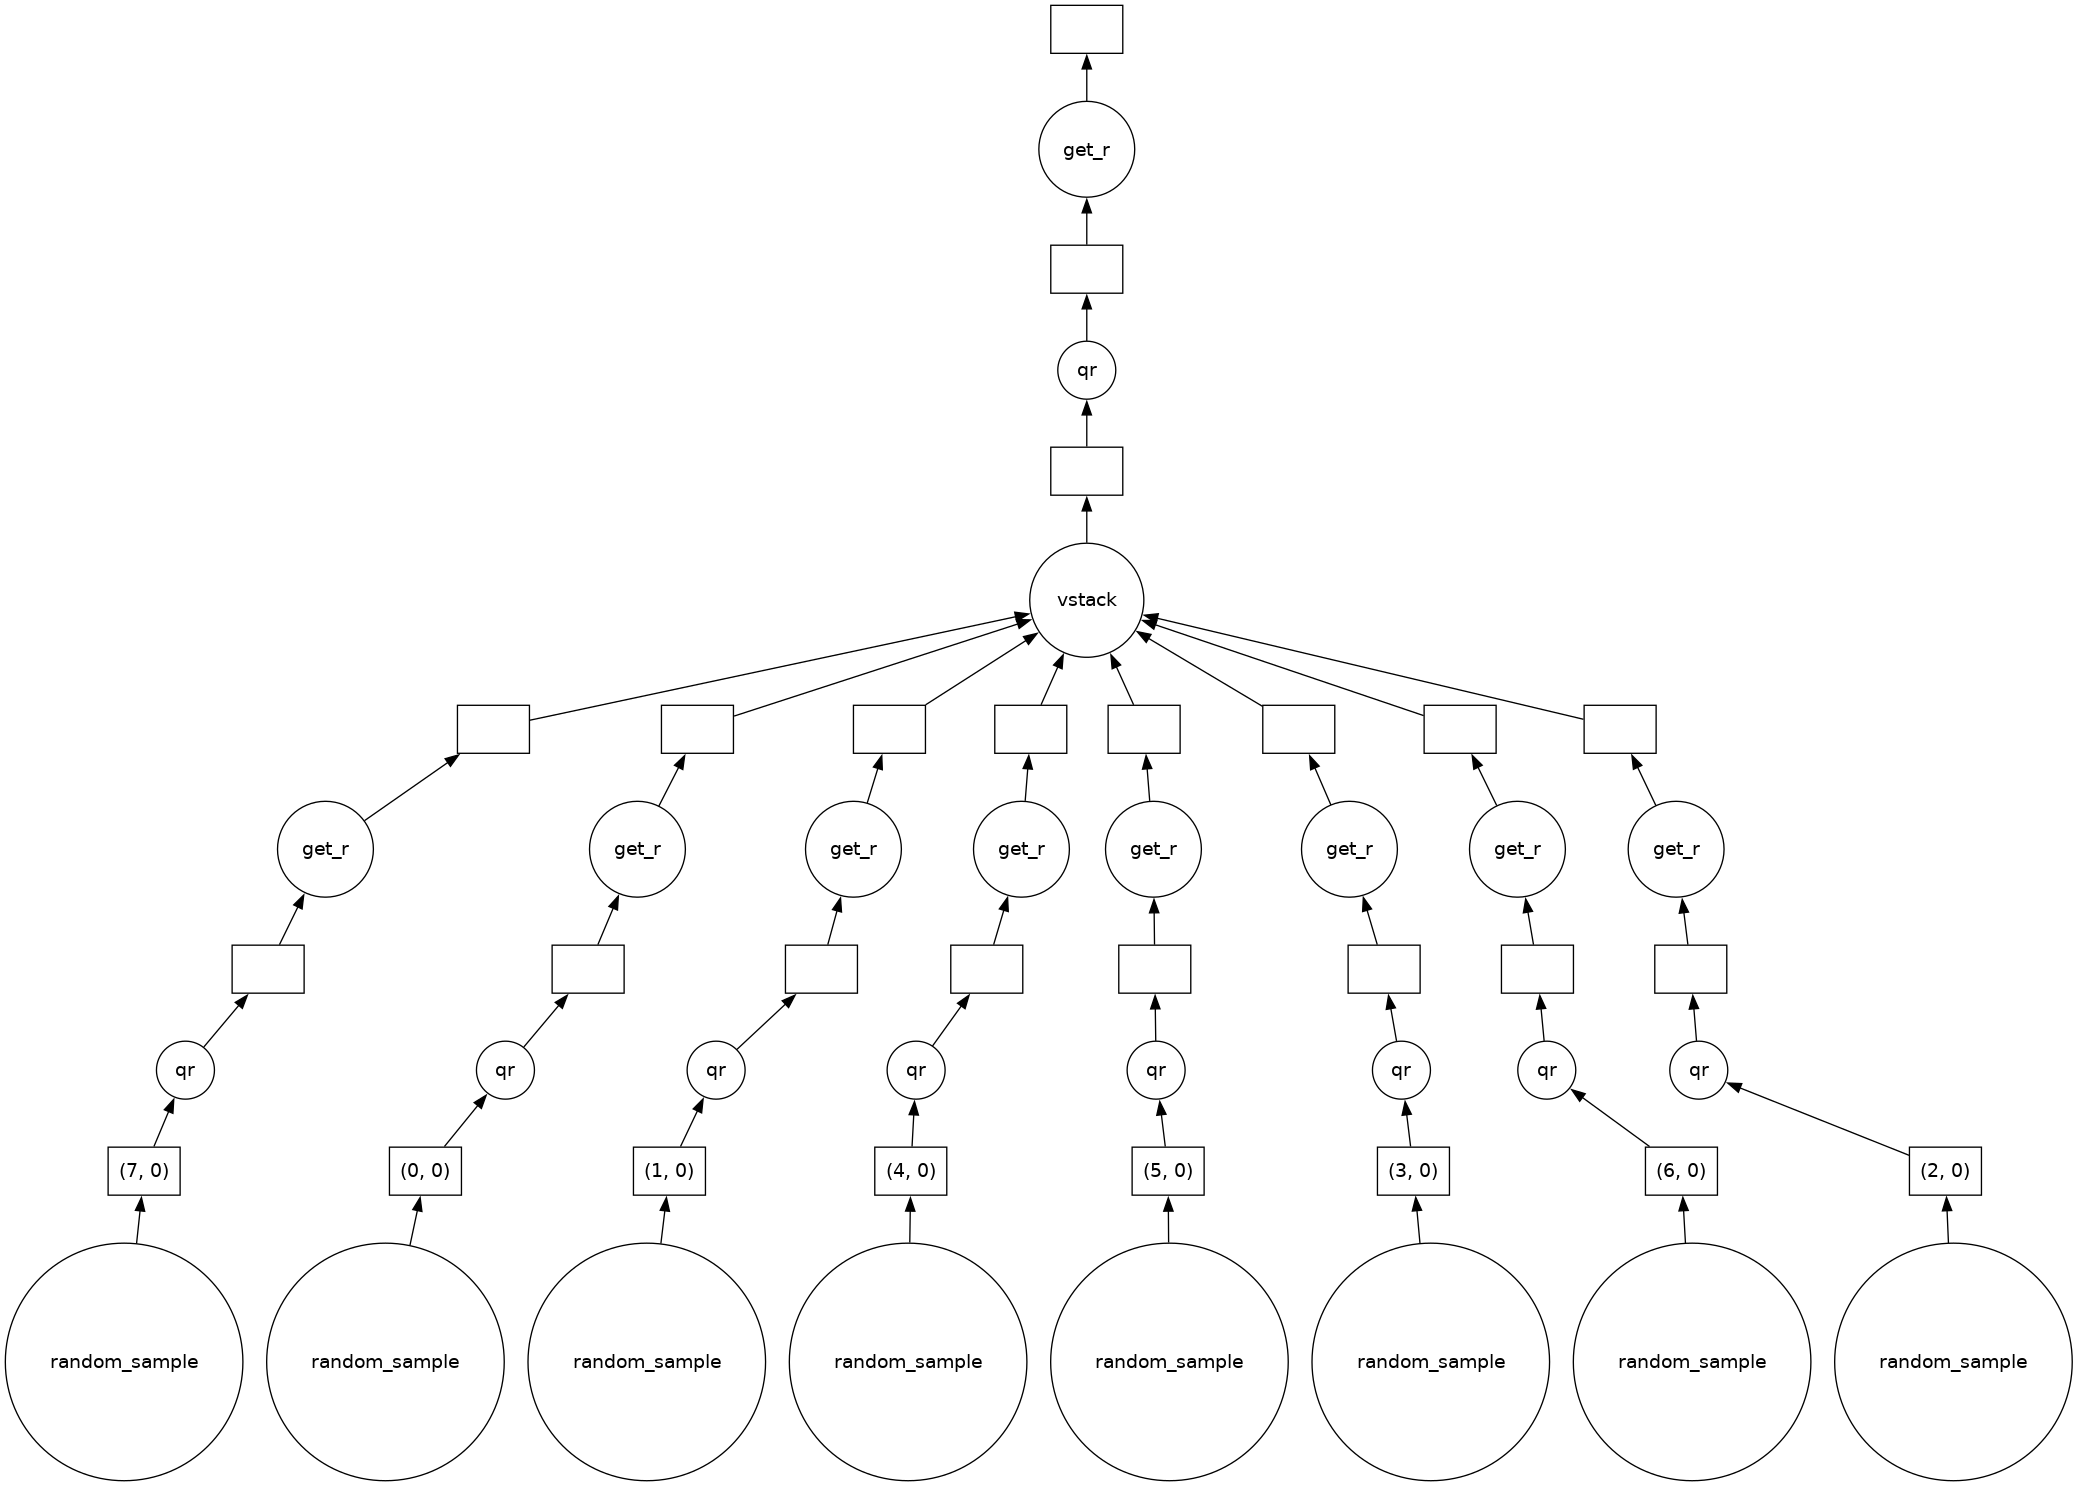 get_r
qr
vstack
get_r get_r get_r get_r get_r get_r get_r get_r
qr qr qr qr qr qr qr qr
(7, 0) (0, 0) (1, 0) (4, 0) (5, 0) (3, 0) (6, 0) (2, 0)
random_sample random_sample random_sample random_sample random_sample random_sample random_sample random_sample